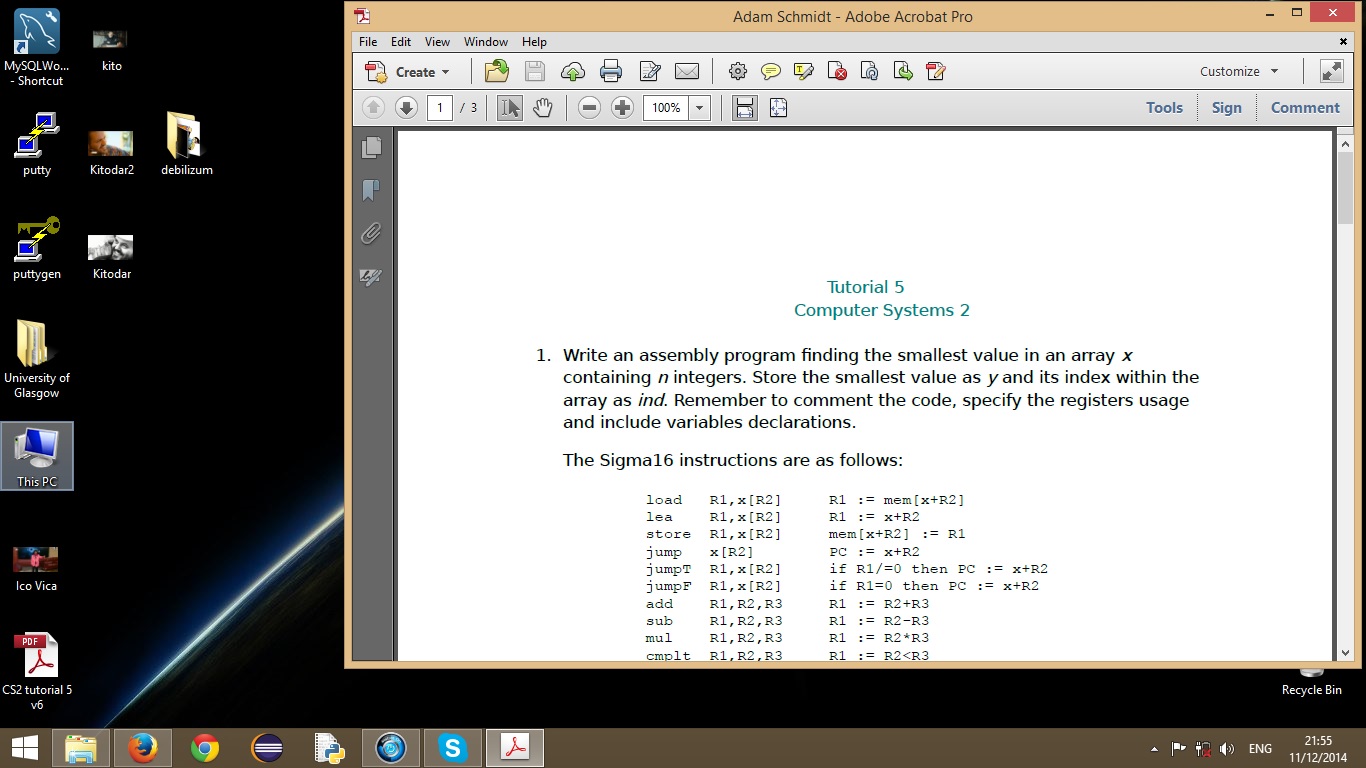 MySQLWo...
- Shortcut
kito
putty
Kitodar2
debilizum
puttygen
Kitodar
University of
Glasgow
This PC
Ico Vica
PDF
CS2 tutorial 5
v6
Adam Schmidt - Adobe Acrobat Pro
File Edit View Window Help
Create
Customize
1 / 3
100%
Tools Sign Comment
Tutorial 5
Computer Systems 2
1. Write an assembly program finding the smallest value in an array x
containing n integers. Store the smallest value as y and its index within the
array as ind. Remember to comment the code, specify the registers usage
and include variables declarations.
The Sigma16 instructions are as follows:
load R1,x[R2] R1 := mem[x+R2]
lea R1,x[R2] R1 := x+R2
store R1,x[R2] mem[x+R2] := R1
jump x[R2] PC := x+R2
jumpT R1,x[R2] if R1/=0 then PC := x+R2
jumpF R1,x[R2] if R1=0 then PC := x+R2
add R1,R2,R3 R1 := R2+R3
sub R1,R2,R3 R1 := R2-R3
mul R1,R2,R3 R1 := R2*R3
cmplt R1,R2,R3 R1 := R2<R3
Recycle Bin
ENG
21:55
11/12/2014